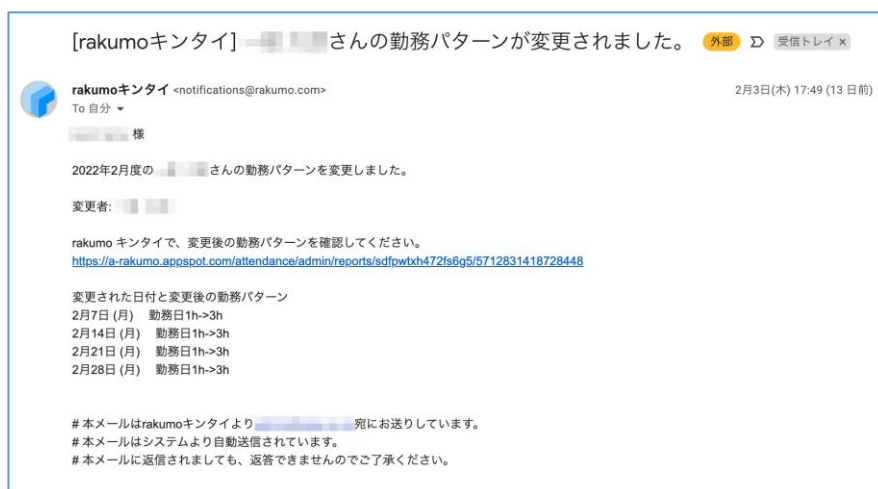 [rakumoキンタイ] さんの勤務パターンが変更されました。 外部 受信トレイ ×
rakumoキンタイ <notifications@rakumo.com> 2月3日(木) 17:49 (13 日前)
To 自分
様
2022年2月度の さんの勤務パターンを変更しました。
変更者:
rakumo キンタイで、変更後の勤務パターンを確認してください。
https://a-rakumo.appspot.com/attendance/admin/reports/sdfpwtxh472fs6g5/5712831418728448
変更された日付と変更後の勤務パターン
2月7日 (月) 勤務日1h->3h
2月14日 (月) 勤務日1h->3h
2月21日 (月) 勤務日1h->3h
2月28日 (月) 勤務日1h->3h
# 本メールはrakumoキンタイより 宛にお送りしています。
# 本メールはシステムより自動送信されています。
# 本メールに返信されましても、返答できませんのでご了承ください。